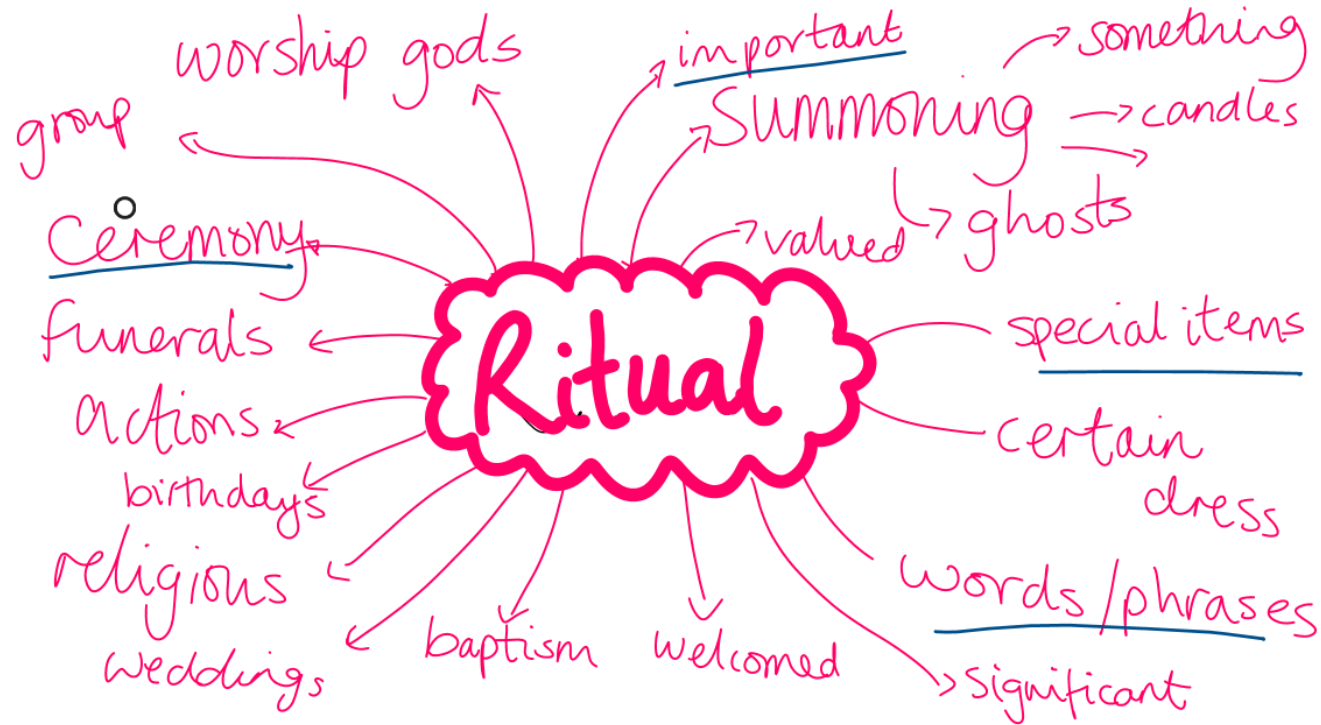 worship gods
important
something
group
Summoning
candles
Ceremony
valued
ghosts
funerals
Ritual
special items
actions
certain
dress
birthdays
religious
words/phrases
weddings
baptism
welcomed
significant